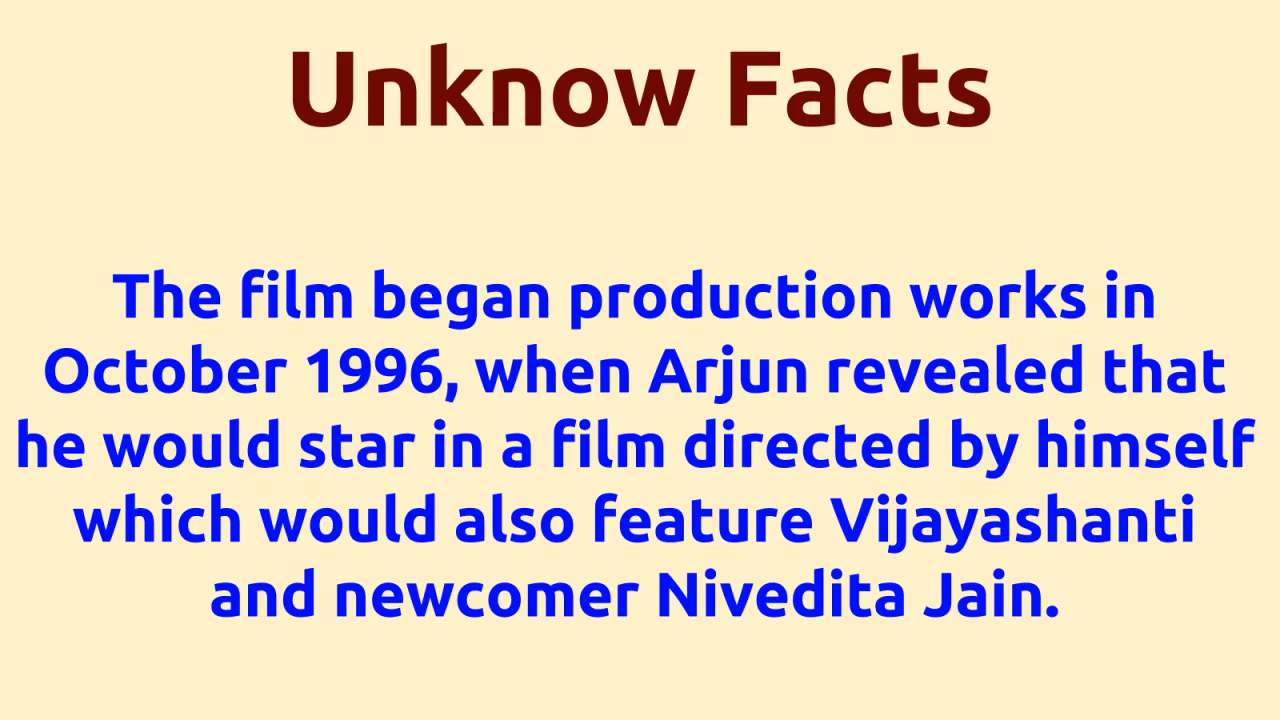 Unknow Facts
The film began production works in
October 1996, when Arjun revealed that
he would star in a film directed by himself
which would also feature Vijayashanti
and newcomer Nivedita Jain.